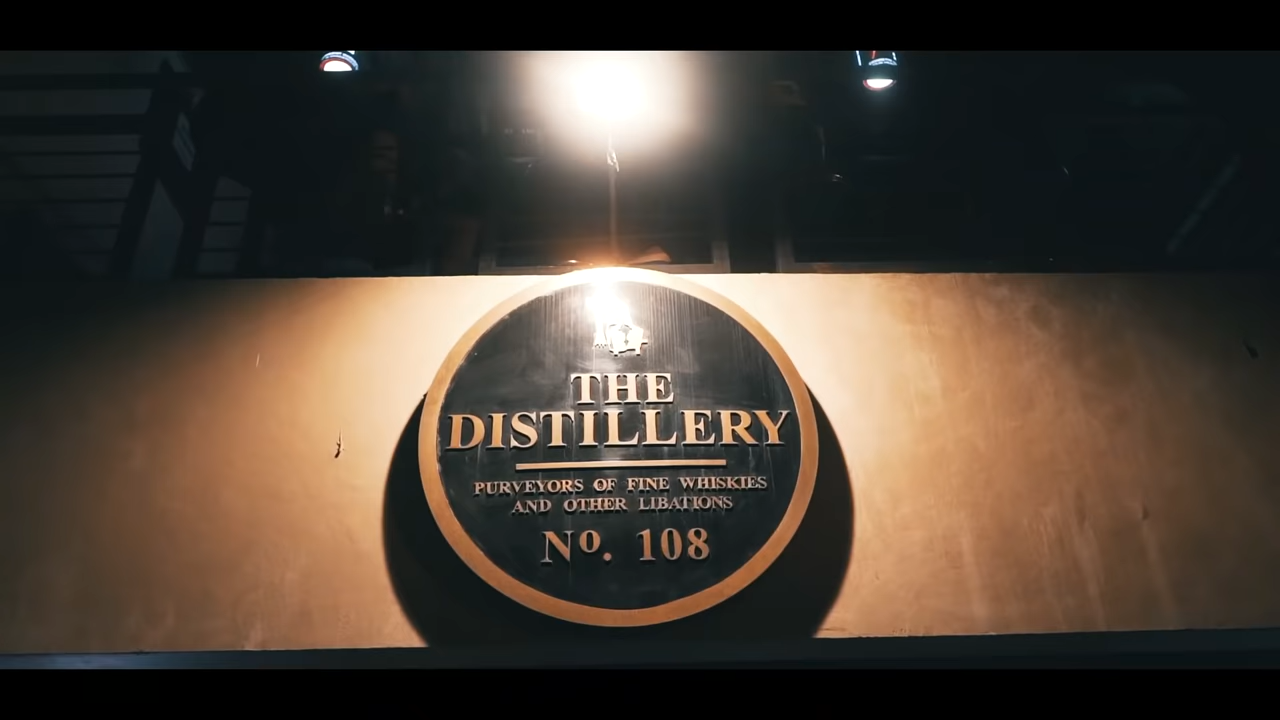 THE
DISTILLERY
PURVEYORS OF FINE WHISKIES
AND OTHER LIBATIONS
Nº. 108